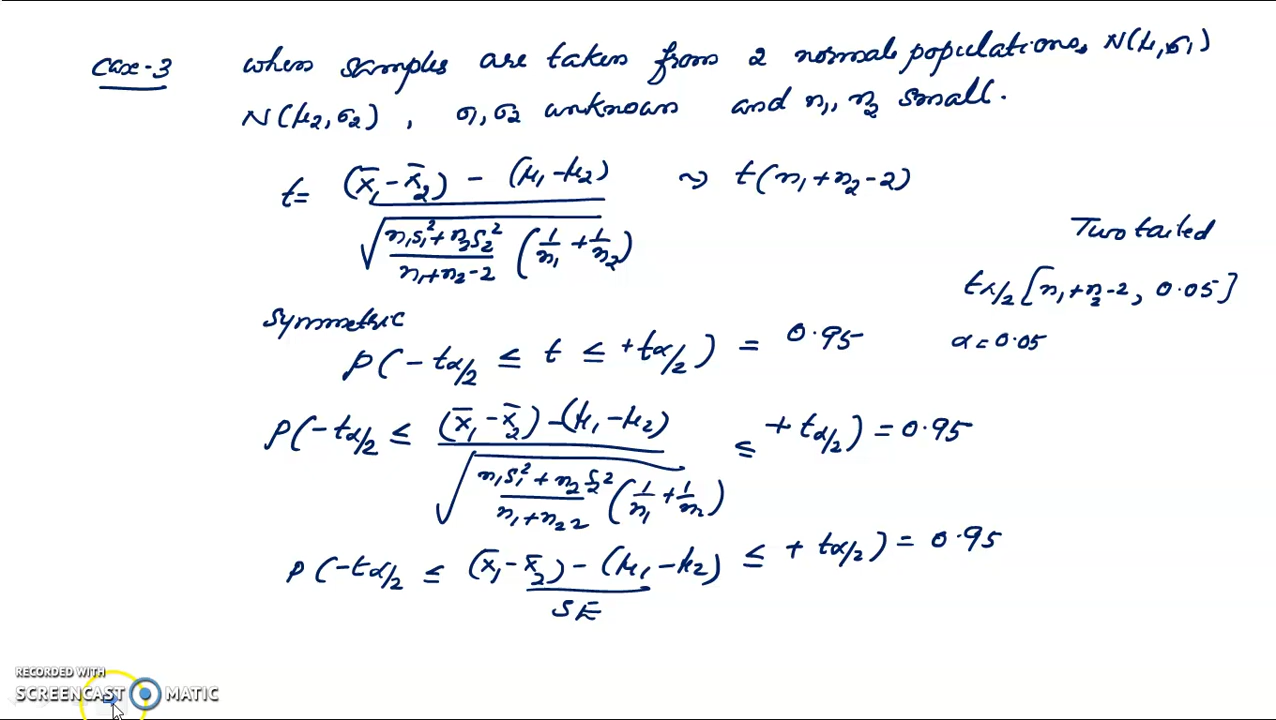 Case-3 when samples are taken from 2 normal populations, N(μ,σ1)
N(μ2,σ2), σ1,σ2 unknown and n1, n2 small.
t = (x̄1-x̄2) - (μ1-μ2) / √((n1s1²+n2s2²)/(n1+n2-2) (1/n1+1/n2)) ~ t(n1+n2-2)
Two tailed
tα/2[n1+n2-2, 0.05]
α=0.05
Symmetric
P(-tα/2 ≤ t ≤ +tα/2) = 0.95
P(-tα/2 ≤ (x̄1-x̄2)-(μ1-μ2) / √((n1s1²+n2s2²)/(n1+n2 2) (1/n1+1/n2)) ≤ +tα/2) = 0.95
P(-tα/2 ≤ (x̄1-x̄2)-(μ1-μ2) / SE ≤ +tα/2) = 0.95
RECORDED WITH
SCREENCAST MATIC